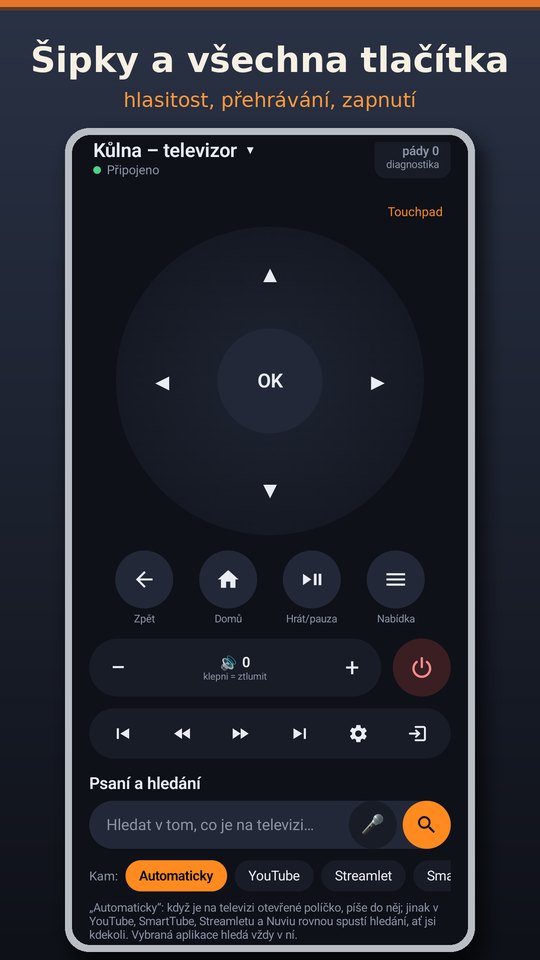 Šipky a všechna tlačítka
hlasitost, přehrávání, zapnutí
Kůlna – televizor ▼
pády 0
Připojeno
diagnostika
Touchpad
OK
Zpět
Domů
Hrát/pauza
Nabídka
− 🔊 0 +
klepni = ztlumit
Psaní a hledání
Hledat v tom, co je na televizi…
Kam: Automaticky YouTube Streamlet Sma
„Automaticky“: když je na televizi otevřené políčko, píše do něj; jinak v
YouTube, SmartTube, Streamletu a Nuviu rovnou spustí hledání, ať jsi
kdekoli. Vybraná aplikace hledá vždy v ní.